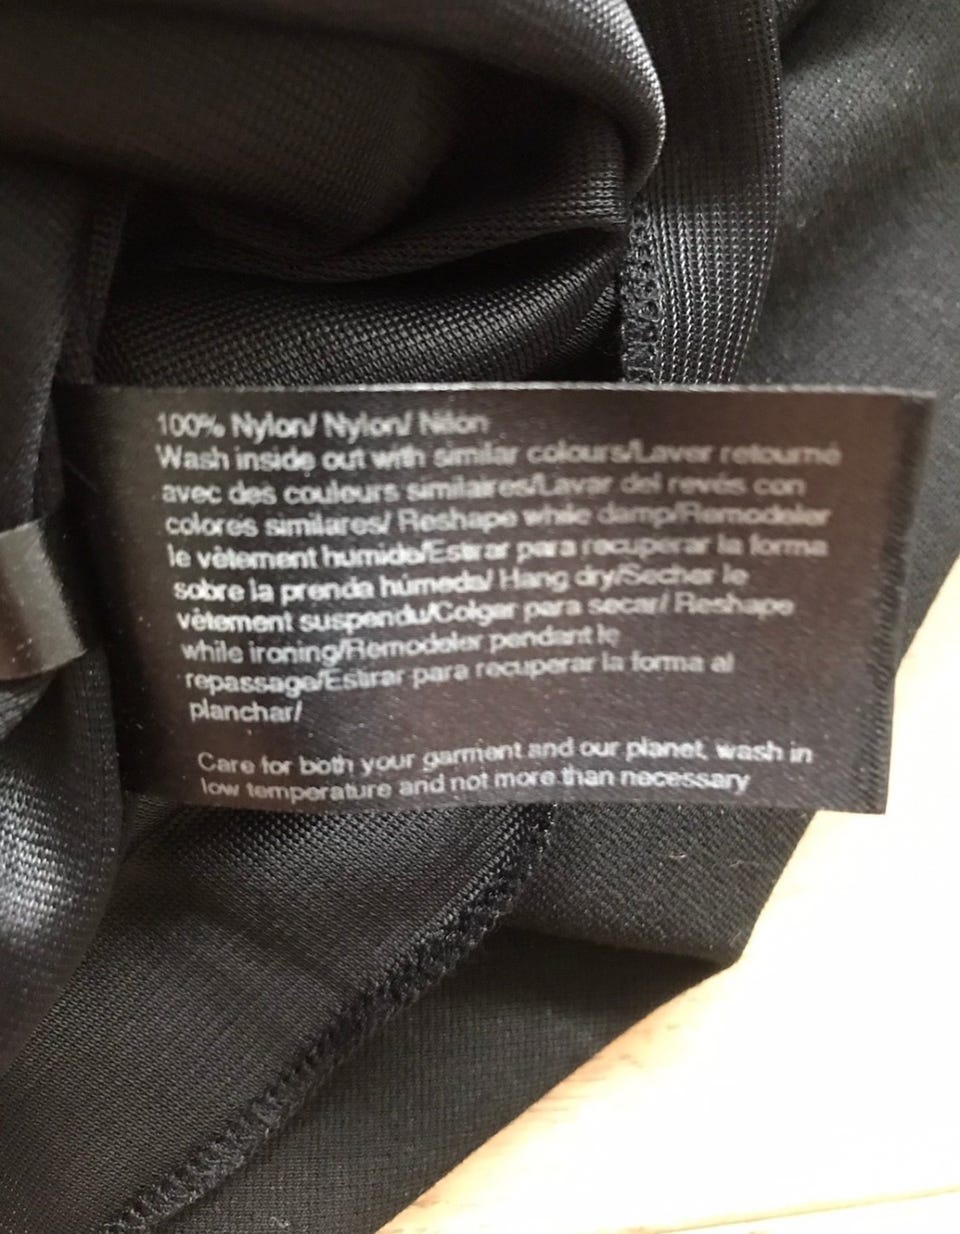 100% Nylon/ Nylon/ Nilon
Wash inside out with similar colours/Laver retourné
avec des couleurs similaires/Lavar del revés con
colores similares/ Reshape while damp/Remodeler
le vêtement humide/Estirar para recuperar la forma
sobre la prenda húmeda/ Hang dry/Secher le
vêtement suspendu/Colgar para secar/ Reshape
while ironing/Remodeler pendant le
repassage/Estirar para recuperar la forma al
planchar/
Care for both your garment and our planet, wash in
low temperature and not more than necessary